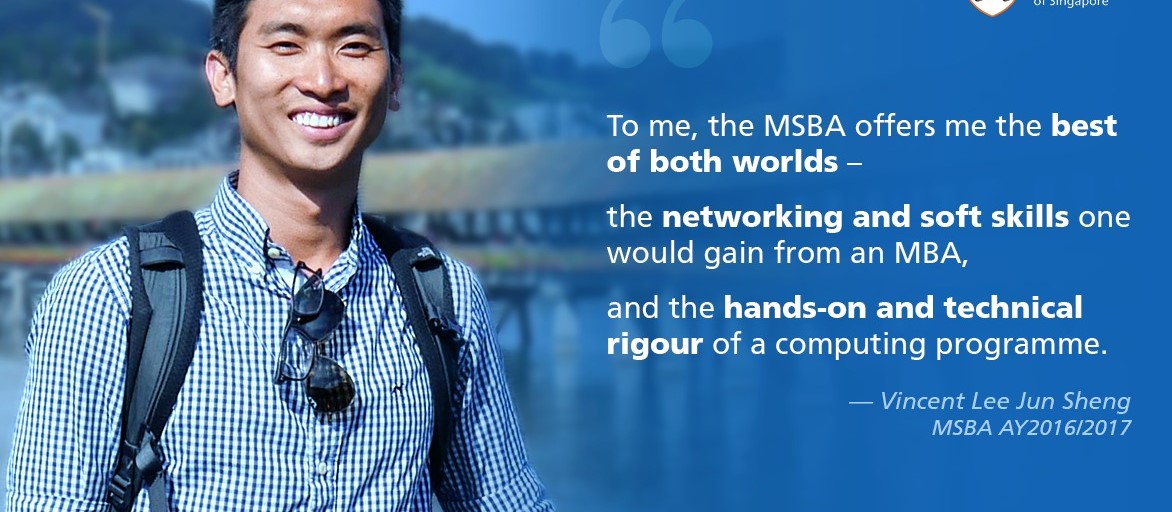 of Singapore
To me, the MSBA offers me the best
of both worlds –
the networking and soft skills one
would gain from an MBA,
and the hands-on and technical
rigour of a computing programme.
— Vincent Lee Jun Sheng
MSBA AY2016/2017